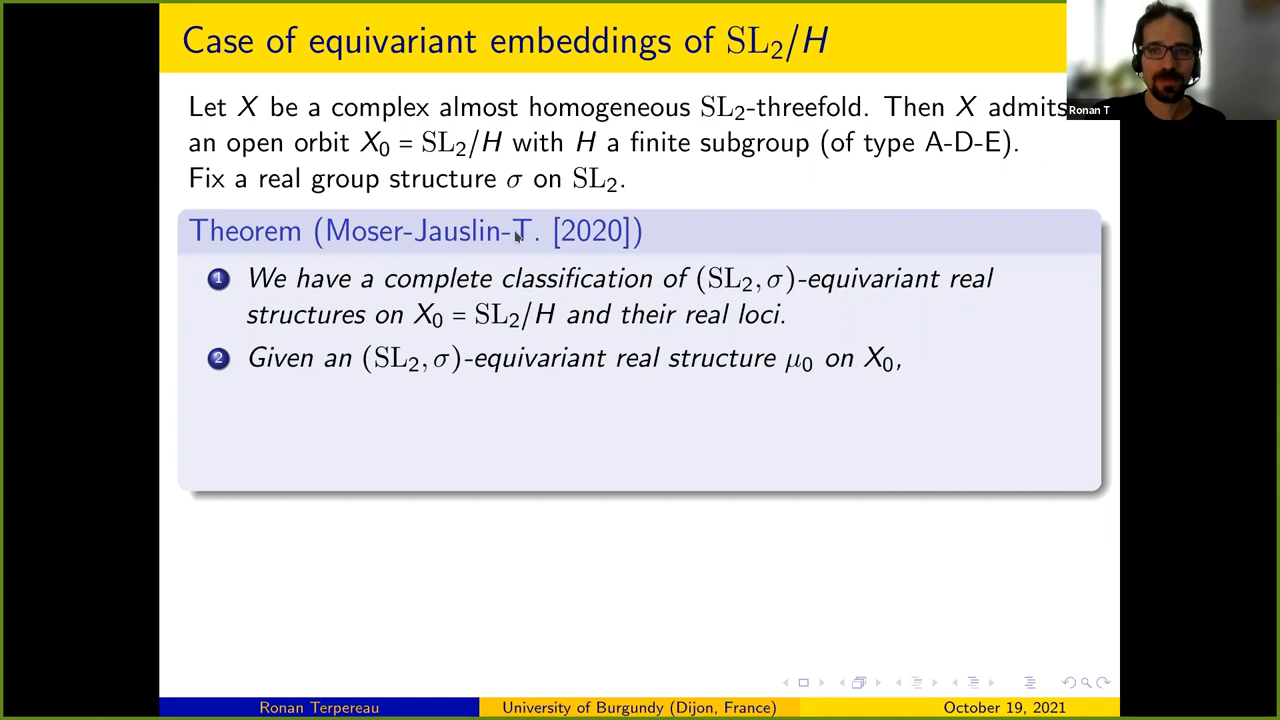 Case of equivariant embeddings of SL₂/H
Let X be a complex almost homogeneous SL₂-threefold. Then X admits
an open orbit X₀ = SL₂/H with H a finite subgroup (of type A-D-E).
Fix a real group structure σ on SL₂.
Theorem (Moser-Jauslin-T. [2020])
1 We have a complete classification of (SL₂, σ)-equivariant real
structures on X₀ = SL₂/H and their real loci.
2 Given an (SL₂, σ)-equivariant real structure μ₀ on X₀,
Ronan T
Ronan Terpereau
University of Burgundy (Dijon, France)
October 19, 2021